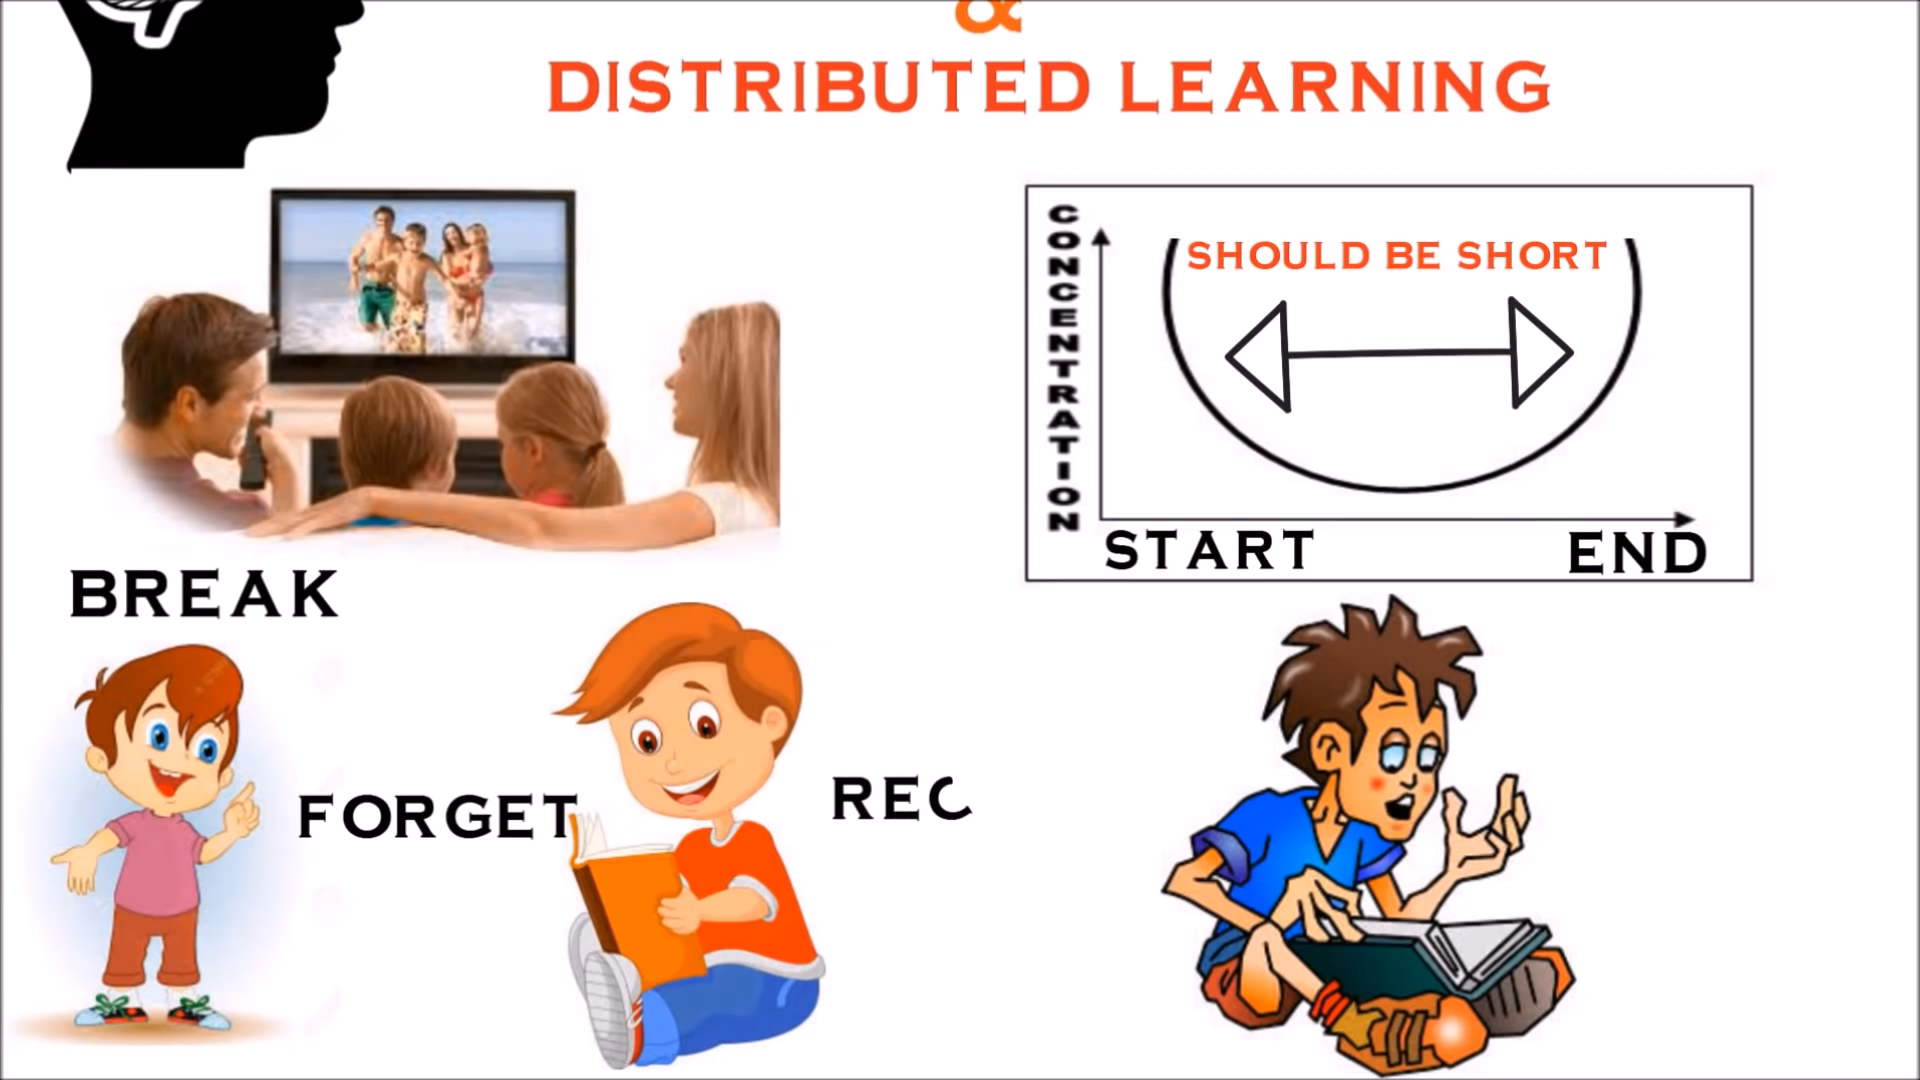 &
DISTRIBUTED LEARNING
CONCENTRATION
SHOULD BE SHORT
START
END
BREAK
FORGET
REC